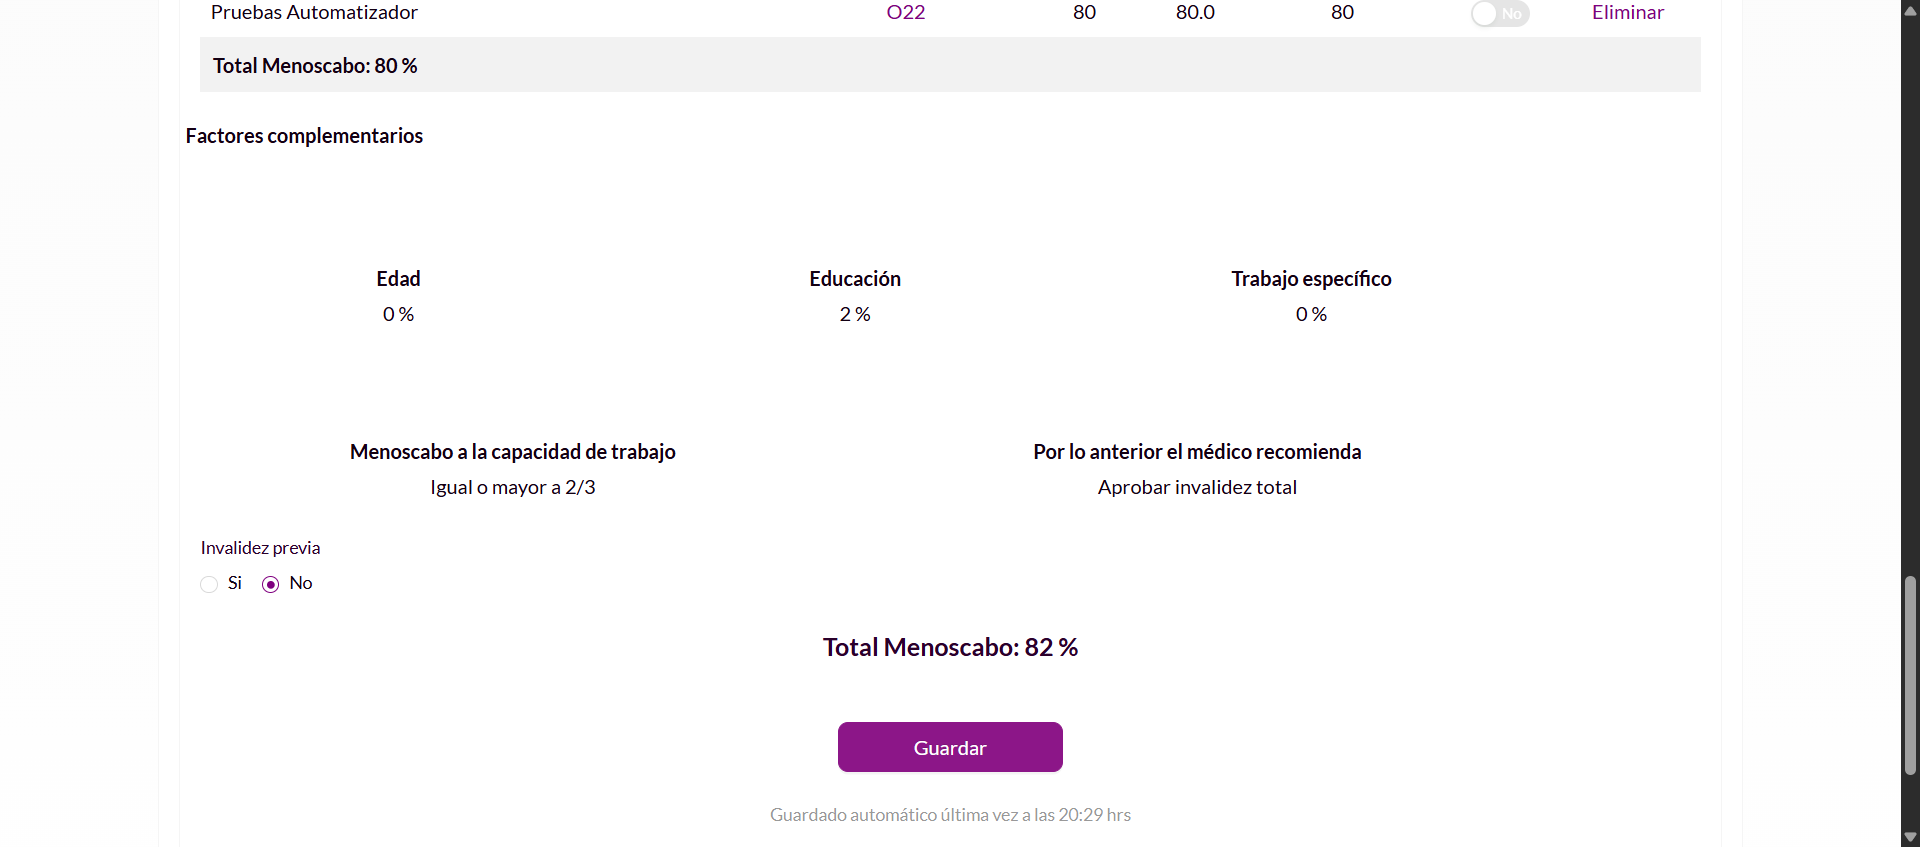 Pruebas Automatizador O22 80 80.0 80 No Eliminar
Total Menoscabo: 80 %
Factores complementarios
Edad Educación Trabajo específico
0 % 2 % 0 %
Menoscabo a la capacidad de trabajo Por lo anterior el médico recomienda
Igual o mayor a 2/3 Aprobar invalidez total
Invalidez previa
Si No
Total Menoscabo: 82 %
Guardar
Guardado automático última vez a las 20:29 hrs